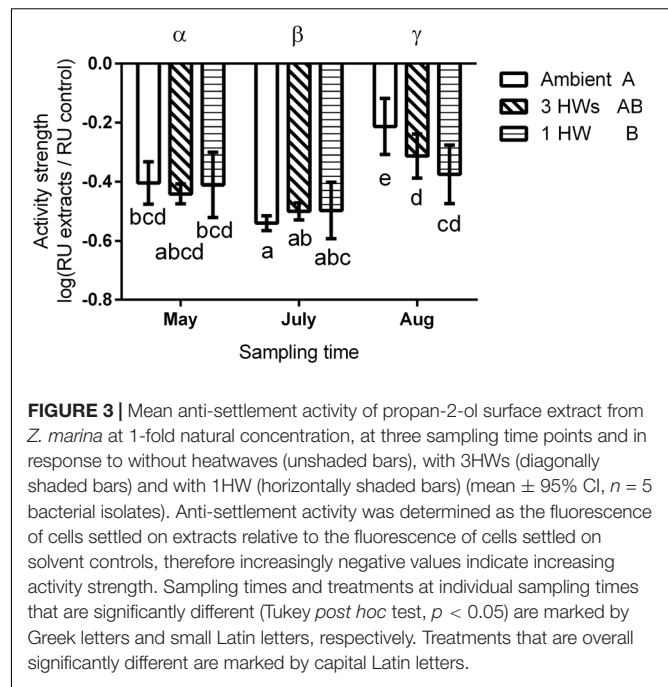 α β γ
Activity strength
log(RU extracts / RU control)
0.0
-0.2
-0.4
-0.6
-0.8
bcd
abcd
bcd
a
ab
abc
e
d
cd
May July Aug
Sampling time
Ambient A
3 HWs AB
1 HW B
FIGURE 3 | Mean anti-settlement activity of propan-2-ol surface extract from
Z. marina at 1-fold natural concentration, at three sampling time points and in
response to without heatwaves (unshaded bars), with 3HWs (diagonally
shaded bars) and with 1HW (horizontally shaded bars) (mean ± 95% CI, n = 5
bacterial isolates). Anti-settlement activity was determined as the fluorescence
of cells settled on extracts relative to the fluorescence of cells settled on
solvent controls, therefore increasingly negative values indicate increasing
activity strength. Sampling times and treatments at individual sampling times
that are significantly different (Tukey post hoc test, p < 0.05) are marked by
Greek letters and small Latin letters, respectively. Treatments that are overall
significantly different are marked by capital Latin letters.